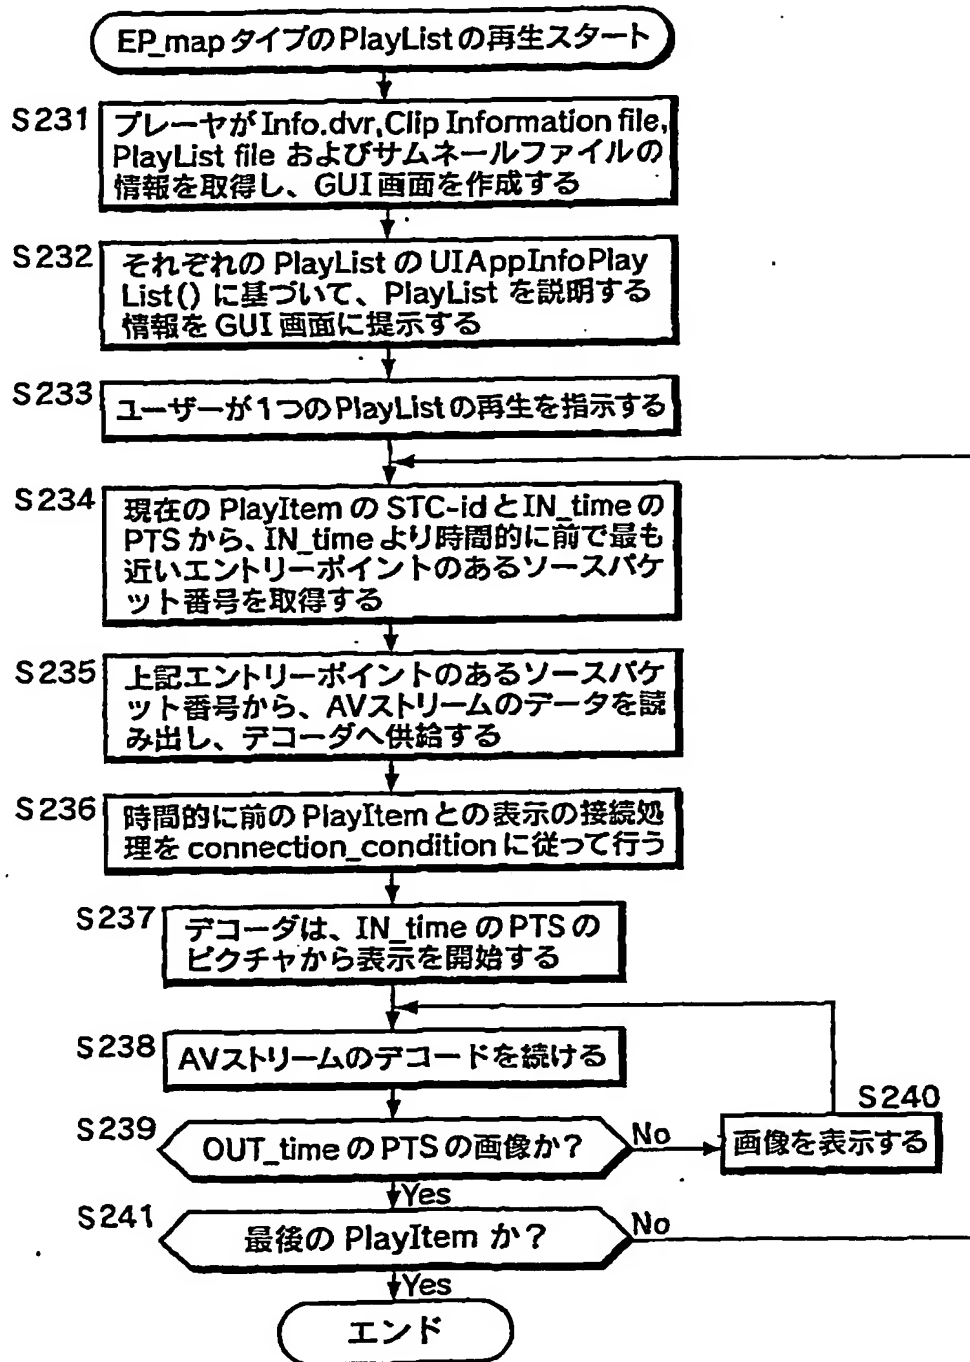 EP_mapタイプのPlayListの再生スタート
S231
プレーヤがInfo.dvr,Clip Information file,
PlayList file およびサムネールファイルの
情報を取得し、GUI画面を作成する
S232
それぞれの PlayList の UIAppInfoPlay
List() に基づいて、PlayList を説明する
情報を GUI 画面に提示する
S233
ユーザーが1つのPlayListの再生を指示する
S234
現在の PlayItem の STC-id と IN_time の
PTS から、IN_time より時間的に前で最も
近いエントリーポイントのあるソースパケ
ット番号を取得する
S235
上記エントリーポイントのあるソースパケ
ット番号から、AVストリームのデータを読
み出し、デコーダへ供給する
S236
時間的に前の PlayItem との表示の接続処
理を connection_condition に従って行う
S237
デコーダは、IN_time の PTS の
ピクチャから表示を開始する
S238
AVストリームのデコードを続ける
S240
画像を表示する
S239
OUT_time の PTS の画像か？
No
Yes
S241
最後の PlayItem か？
No
Yes
エンド